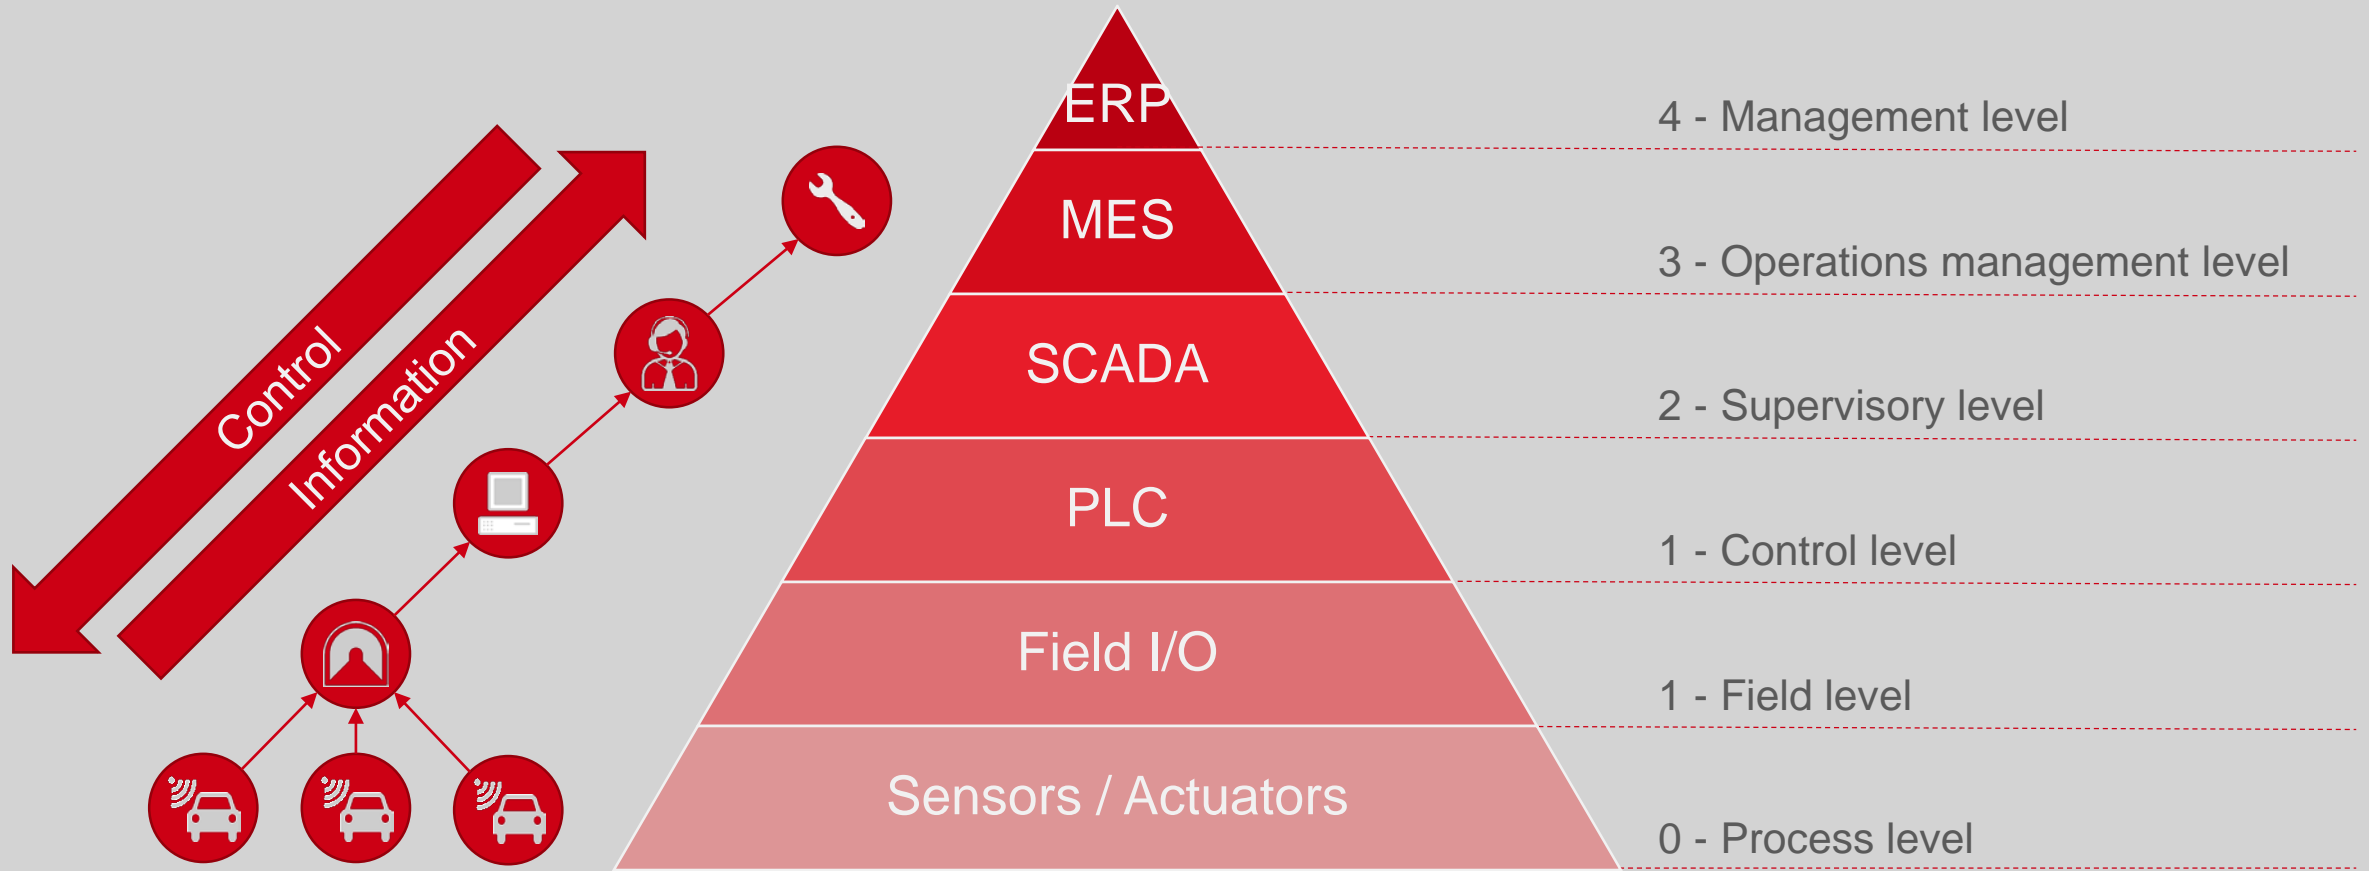 ERP
4 - Management level
MES
3 - Operations management level
Control
Information
SCADA
2 - Supervisory level
PLC
1 - Control level
Field I/O
1 - Field level
Sensors / Actuators
0 - Process level